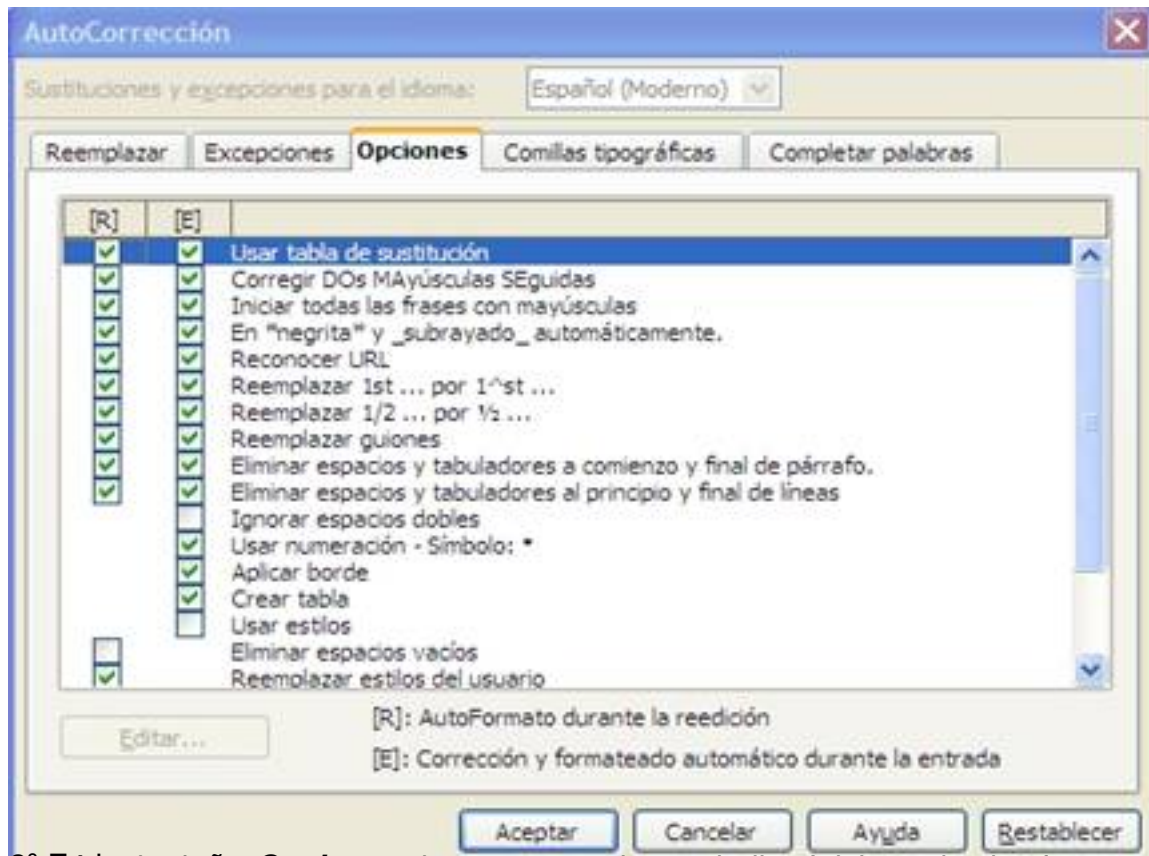 AutoCorrección
Sustituciones y excepciones para el idioma: Español (Moderno)
Reemplazar Excepciones Opciones Comillas tipográficas Completar palabras
[R] [E]
Usar tabla de sustitución
Corregir DOs MAyúsculas SEguidas
Iniciar todas las frases con mayúsculas
En *negrita* y _subrayado_ automáticamente.
Reconocer URL
Reemplazar 1st ... por 1^st ...
Reemplazar 1/2 ... por ½ ...
Reemplazar guiones
Eliminar espacios y tabuladores a comienzo y final de párrafo.
Eliminar espacios y tabuladores al principio y final de líneas
Ignorar espacios dobles
Usar numeración - Símbolo: •
Aplicar borde
Crear tabla
Usar estilos
Eliminar espacios vacíos
Reemplazar estilos del usuario
[R]: AutoFormato durante la reedición
Editar...
[E]: Corrección y formateado automático durante la entrada
Aceptar Cancelar Ayuda Restablecer